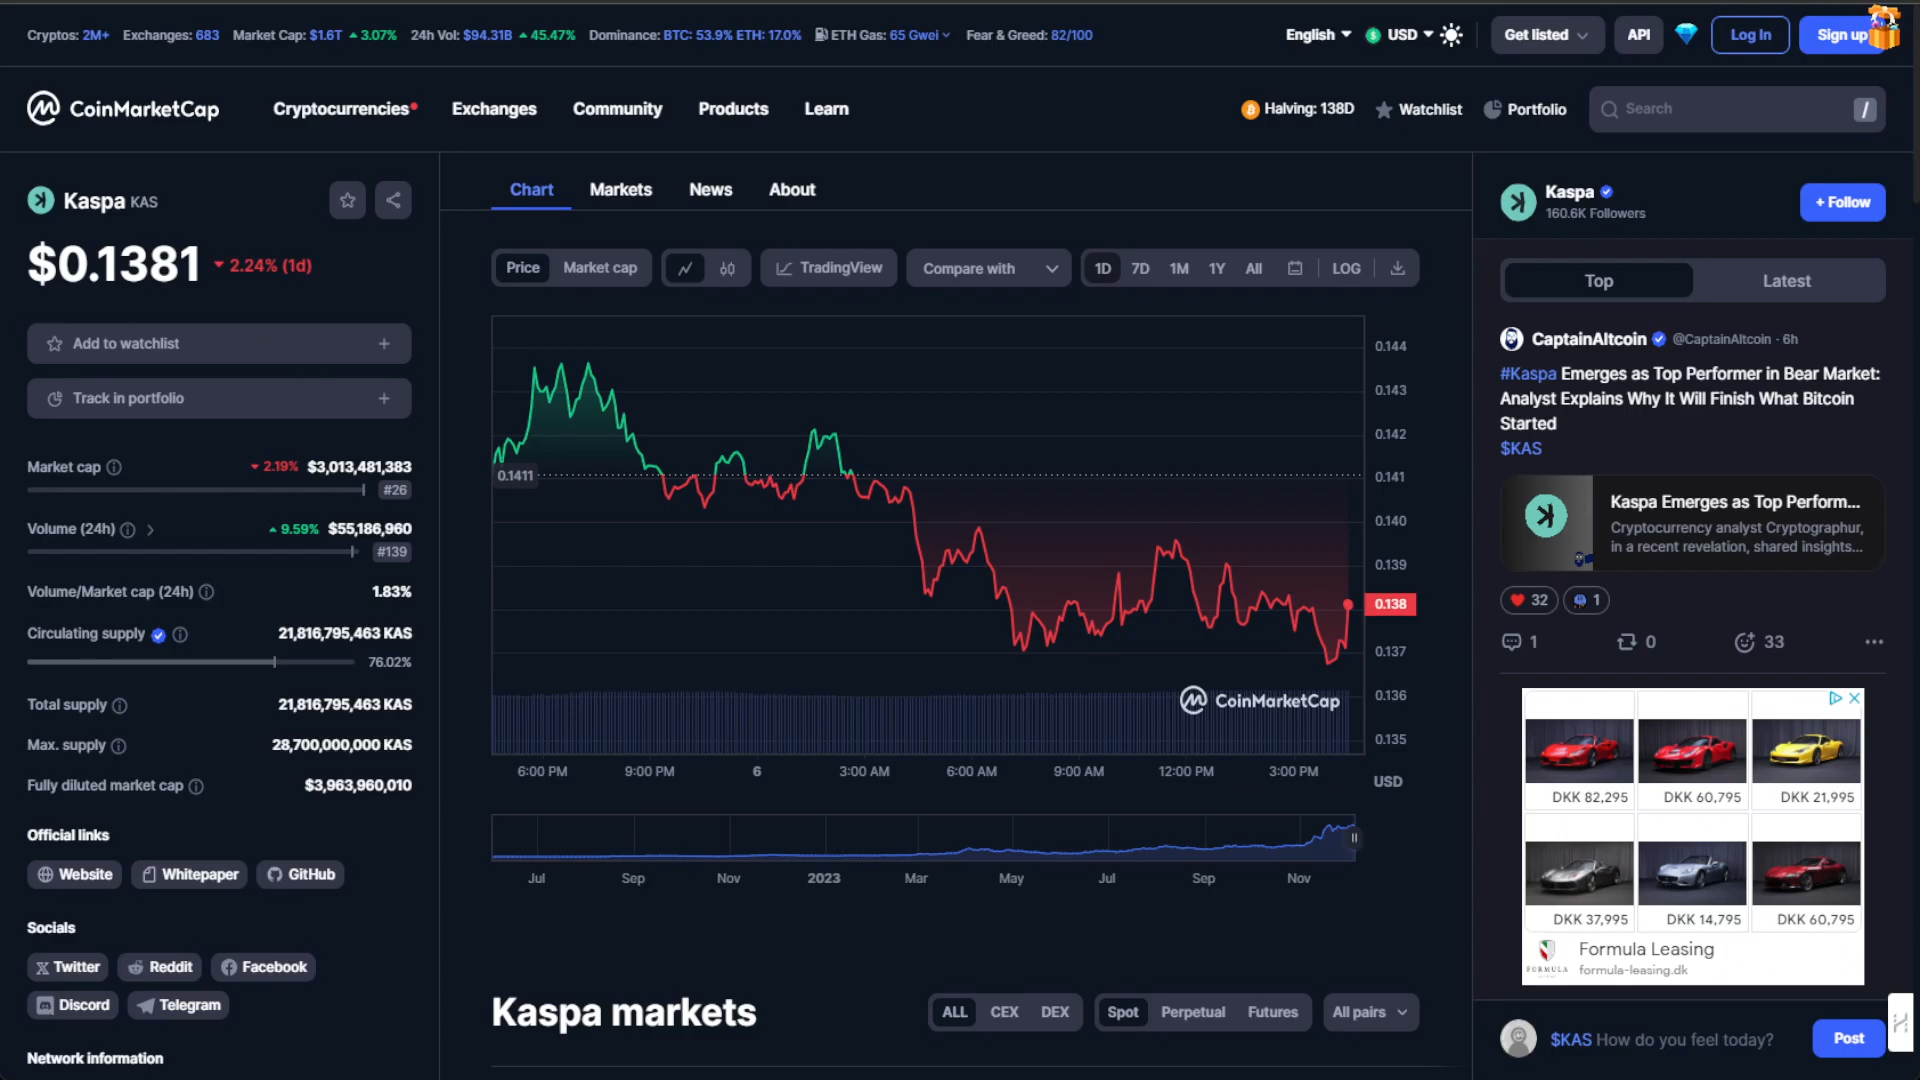 Cryptos: 2M+ Exchanges: 683 Market Cap: $1.6T 3.07% 24h Vol: $94.31B 45.47% Dominance: BTC: 53.9% ETH: 17.0% ETH Gas: 65 Gwei Fear & Greed: 82/100
English USD Get listed API Log In Sign up
CoinMarketCap Cryptocurrencies Exchanges Community Products Learn
Halving: 138D Watchlist Portfolio Search /
Kaspa KAS
$0.1381 2.24% (1d)
Add to watchlist +
Track in portfolio +
Market cap 2.19% $3,013,481,383
#26
Volume (24h) 9.59% $55,186,960
#139
Volume/Market cap (24h) 1.83%
Circulating supply 21,816,795,463 KAS
76.02%
Total supply 21,816,795,463 KAS
Max. supply 28,700,000,000 KAS
Fully diluted market cap $3,963,960,010
Official links
Website Whitepaper GitHub
Socials
Twitter Reddit Facebook
Discord Telegram
Network information
Chart Markets News About
Price Market cap TradingView Compare with 1D 7D 1M 1Y All LOG
0.144
0.143
0.142
0.1411
0.141
0.140
0.139
0.138
0.137
0.136
0.135
CoinMarketCap
6:00 PM 9:00 PM 6 3:00 AM 6:00 AM 9:00 AM 12:00 PM 3:00 PM USD
Jul Sep Nov 2023 Mar May Jul Sep Nov
Kaspa markets ALL CEX DEX Spot Perpetual Futures All pairs
Kaspa
160.6K Followers
+ Follow
Top Latest
CaptainAltcoin @CaptainAltcoin · 6h
#Kaspa Emerges as Top Performer in Bear Market:
Analyst Explains Why It Will Finish What Bitcoin
Started
$KAS
Kaspa Emerges as Top Perform...
Cryptocurrency analyst Cryptographur,
in a recent revelation, shared insights...
32 1
1 0 33
DKK 82,295 DKK 60,795 DKK 21,995
DKK 37,995 DKK 14,795 DKK 60,795
FORMULA
Formula Leasing
formula-leasing.dk
$KAS How do you feel today? Post